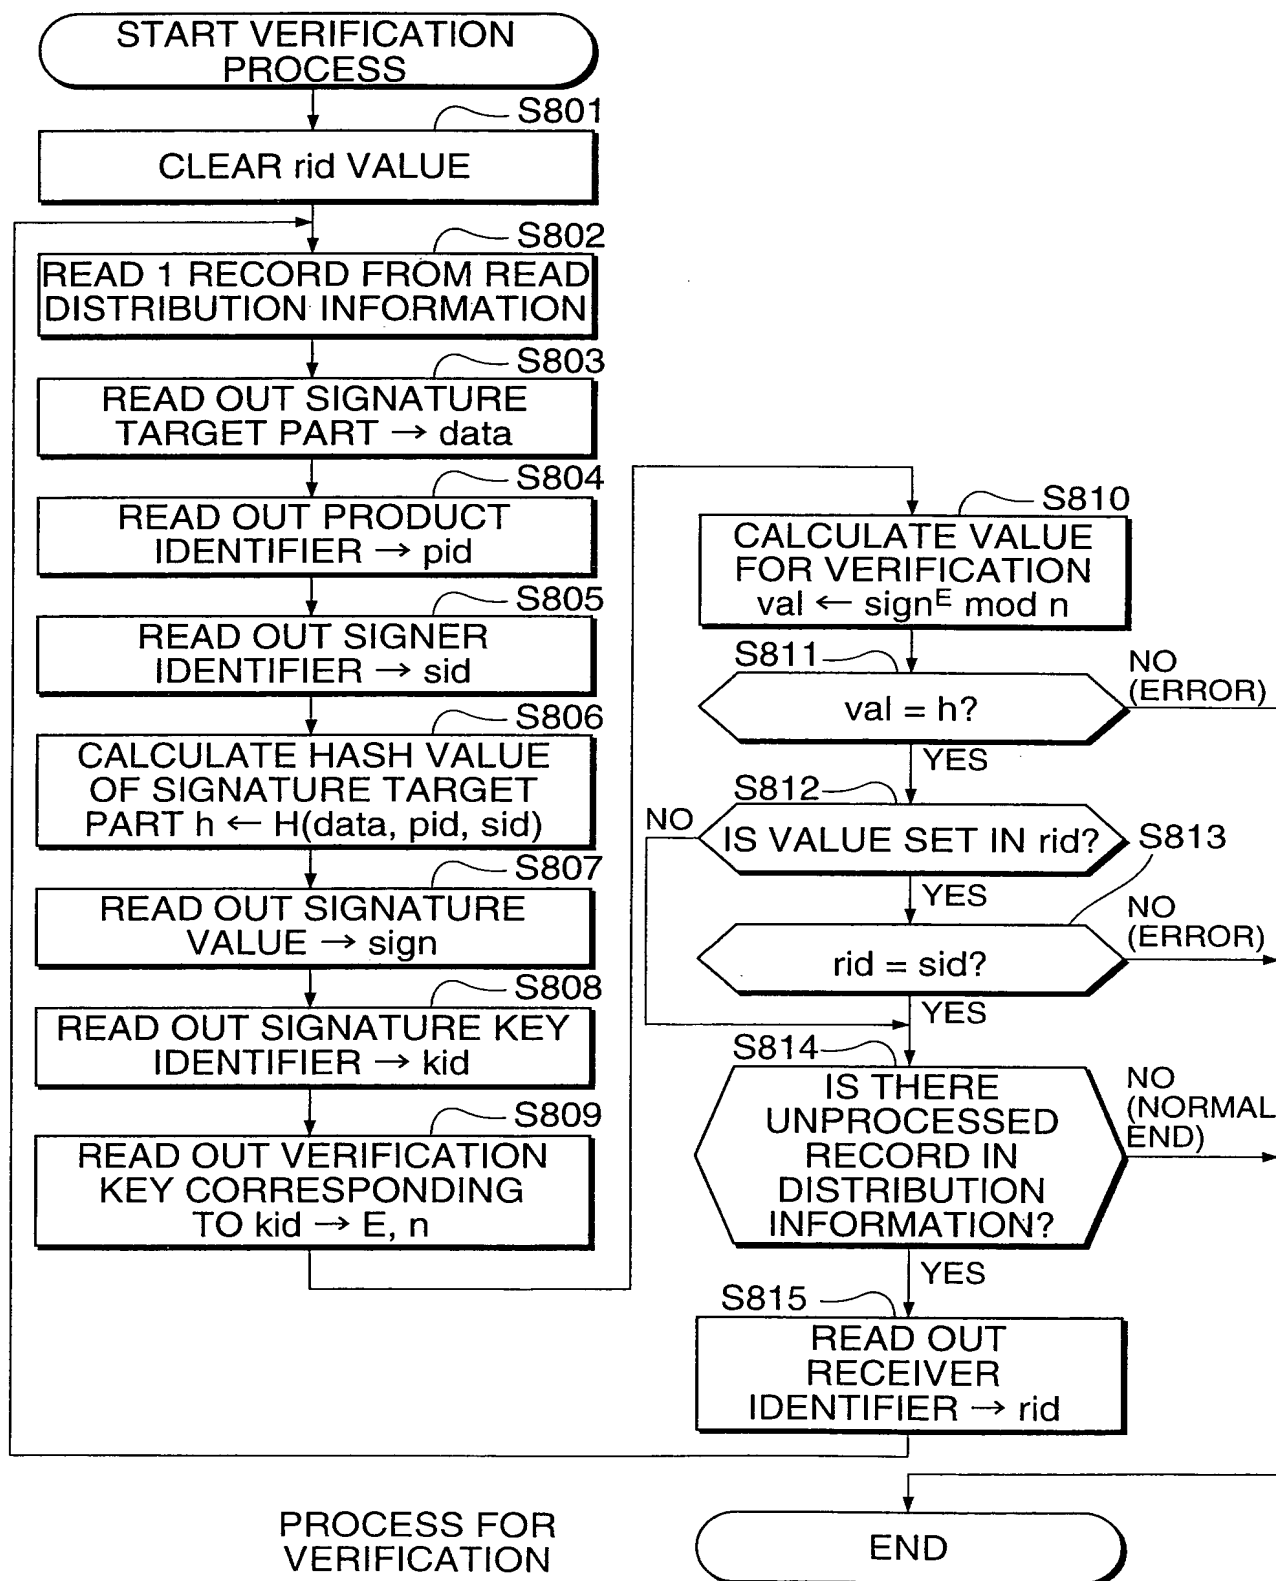 START VERIFICATION
PROCESS
S801
CLEAR rid VALUE
S802
READ 1 RECORD FROM READ
DISTRIBUTION INFORMATION
S803
READ OUT SIGNATURE
TARGET PART → data
S804
READ OUT PRODUCT
IDENTIFIER → pid
S805
READ OUT SIGNER
IDENTIFIER → sid
S806
CALCULATE HASH VALUE
OF SIGNATURE TARGET
PART h ← H(data, pid, sid)
S807
READ OUT SIGNATURE
VALUE → sign
S808
READ OUT SIGNATURE KEY
IDENTIFIER → kid
S809
READ OUT VERIFICATION
KEY CORRESPONDING
TO kid → E, n
S810
CALCULATE VALUE
FOR VERIFICATION
val ← sign^E mod n
S811
val = h?
NO
(ERROR)
YES
S812
NO
IS VALUE SET IN rid?
S813
YES
NO
(ERROR)
rid = sid?
YES
S814
IS THERE
UNPROCESSED
RECORD IN
DISTRIBUTION
INFORMATION?
NO
(NORMAL
END)
YES
S815
READ OUT
RECEIVER
IDENTIFIER → rid
END
PROCESS FOR
VERIFICATION